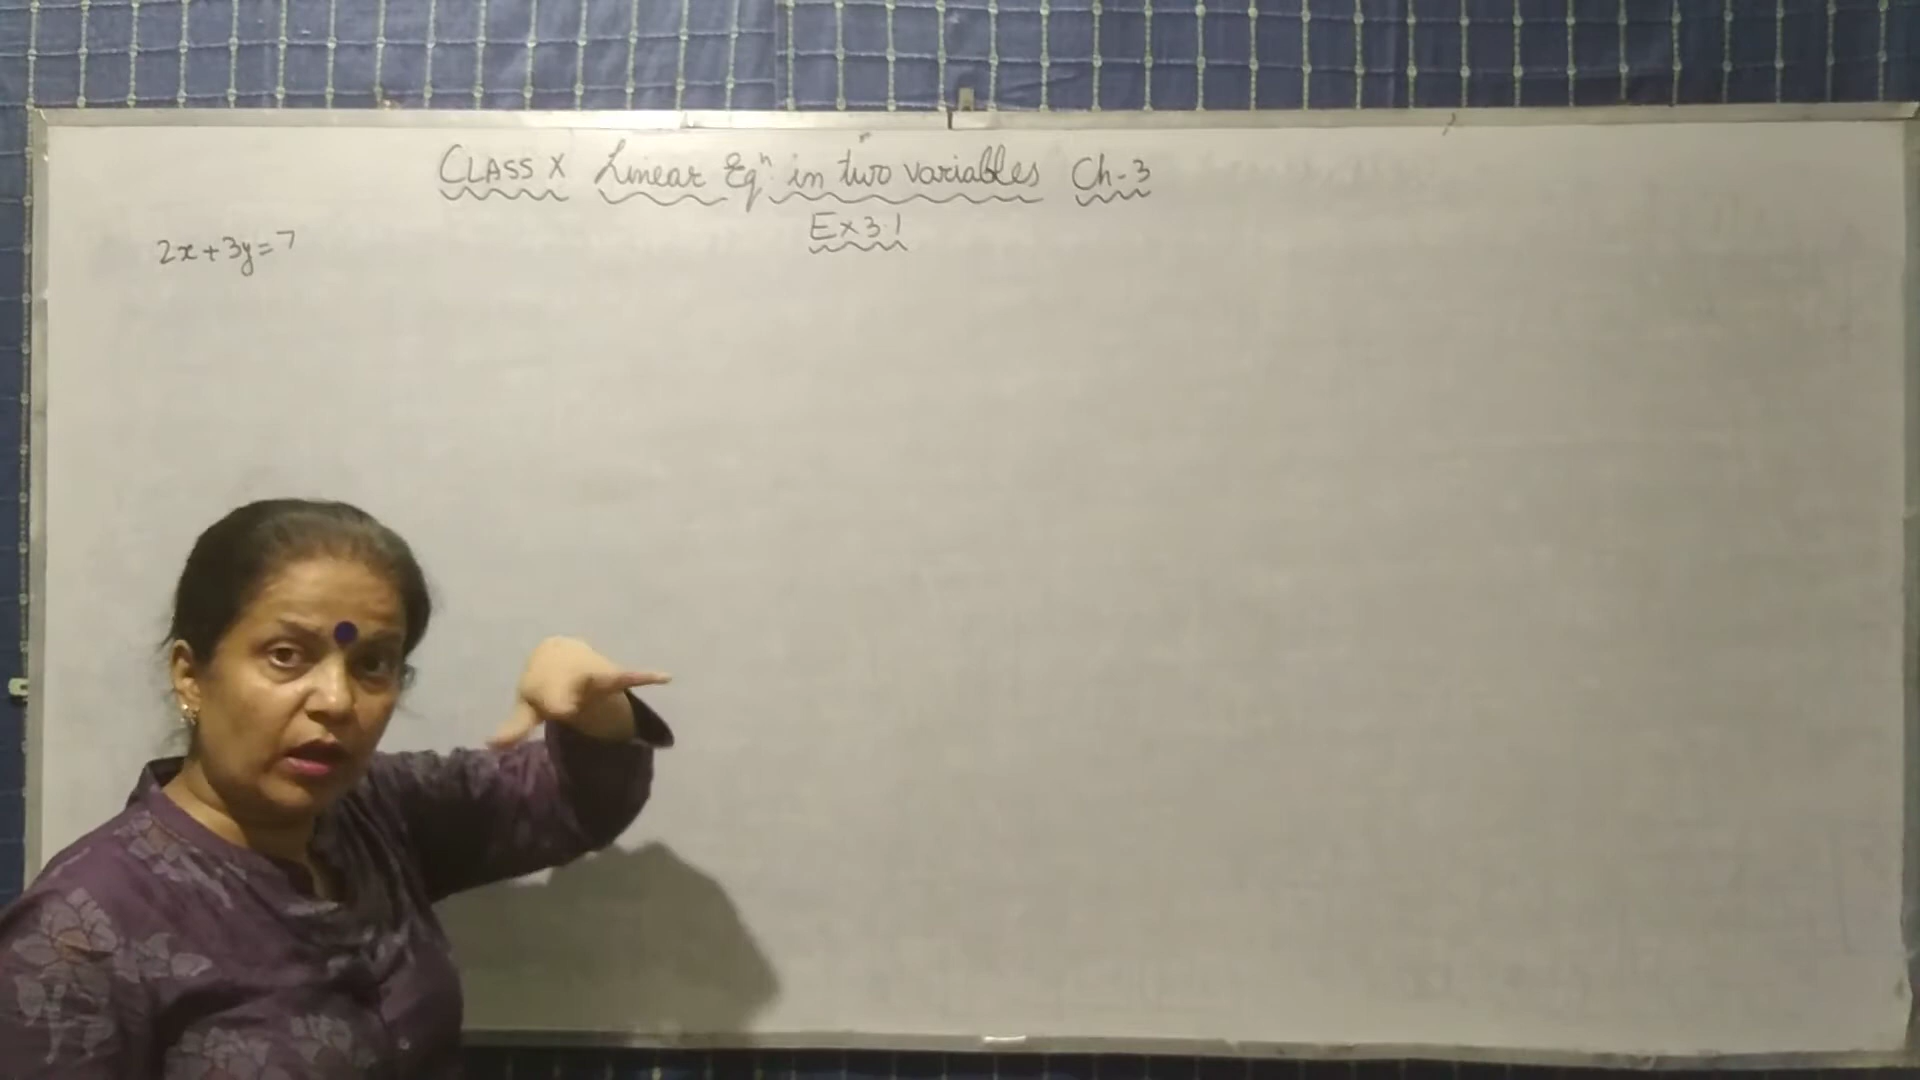 CLASS X Linear Eqⁿ in two variables Ch-3
Ex 3.1
2x+3y=7